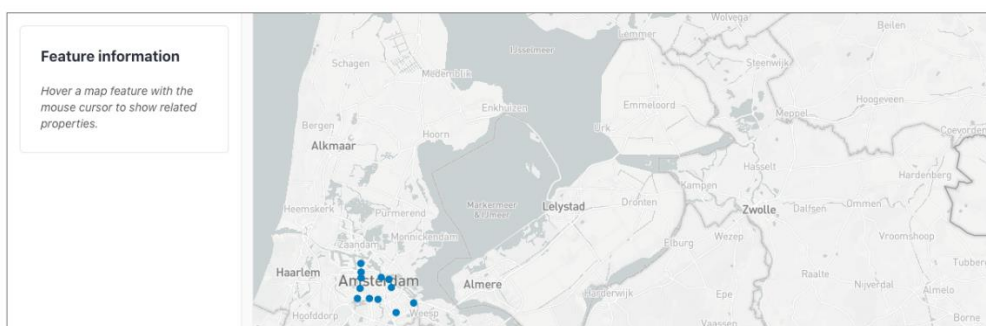 Feature information
Hover a map feature with the
mouse cursor to show related
properties.
Wolvega
Beilen
Lemmer
IJsselmeer
Steenwijk
Schagen
Medemblik
Hoogeveen
Emmeloord
Enkhuizen
Meppel
Bergen
Urk
Coevorden
Hoorn
Alkmaar
Hasselt
Hardenberg
Kampen
Markermeer
& IJmeer
Lelystad
Dronten
Ommen
Heemskerk
Purmerend
Zwolle
Dalfsen
Monnickendam
Vroomshoop
Zaandam
Elburg
Wezep
Tubberg
Haarlem
Raalte
Amsterdam
Almere
Nijverdal
Almelo
Harderwijk
Epe
Hoofddorp
Weesp
Borne
Vaassen